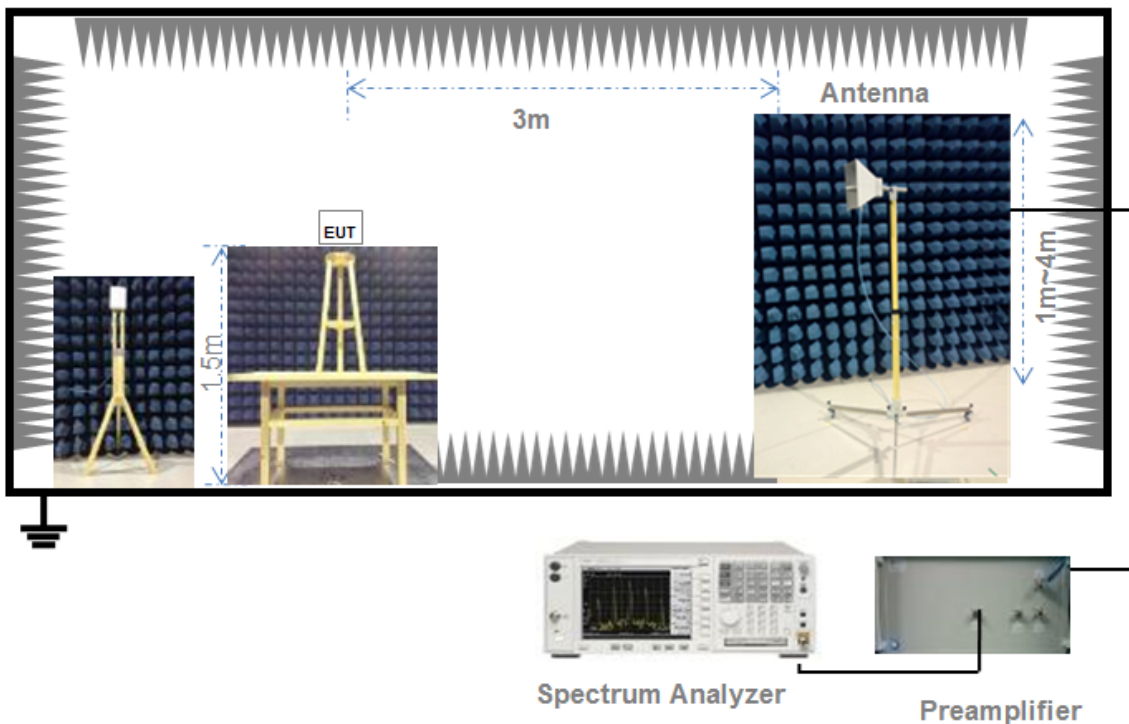 Antenna
3m
EUT
1.5m
1m~4m
Spectrum Analyzer
Preamplifier